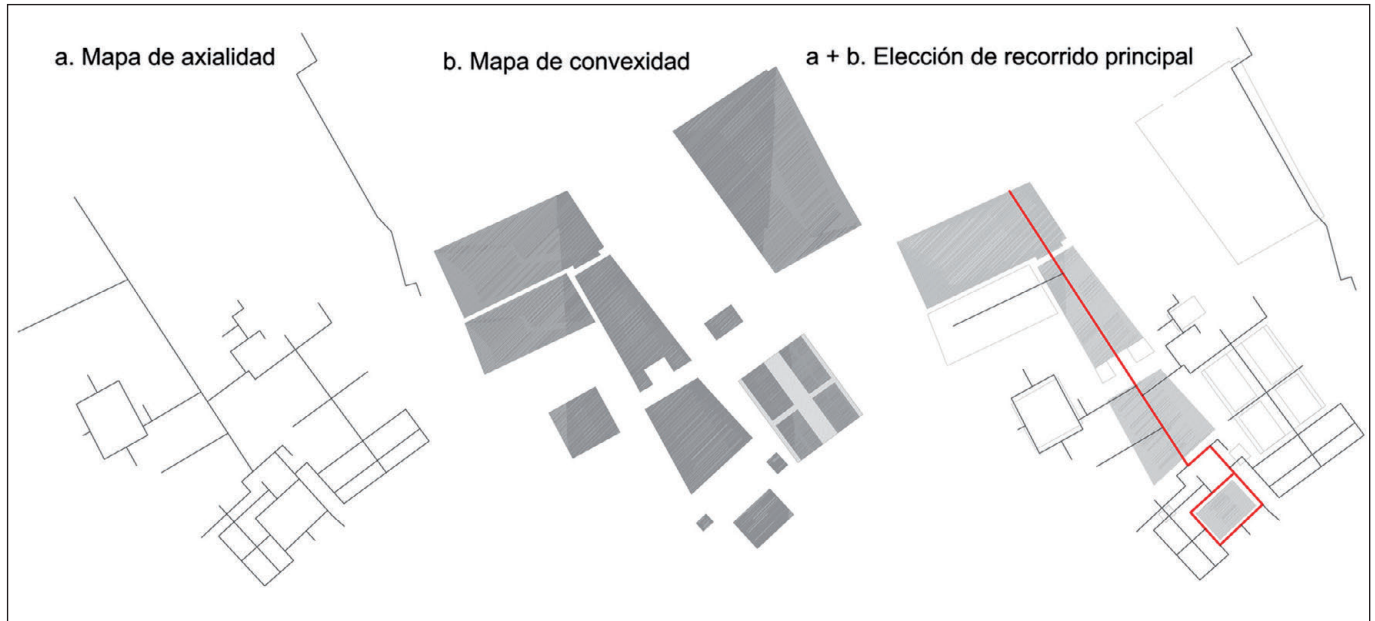 a. Mapa de axialidad
b. Mapa de convexidad
a + b. Elección de recorrido principal